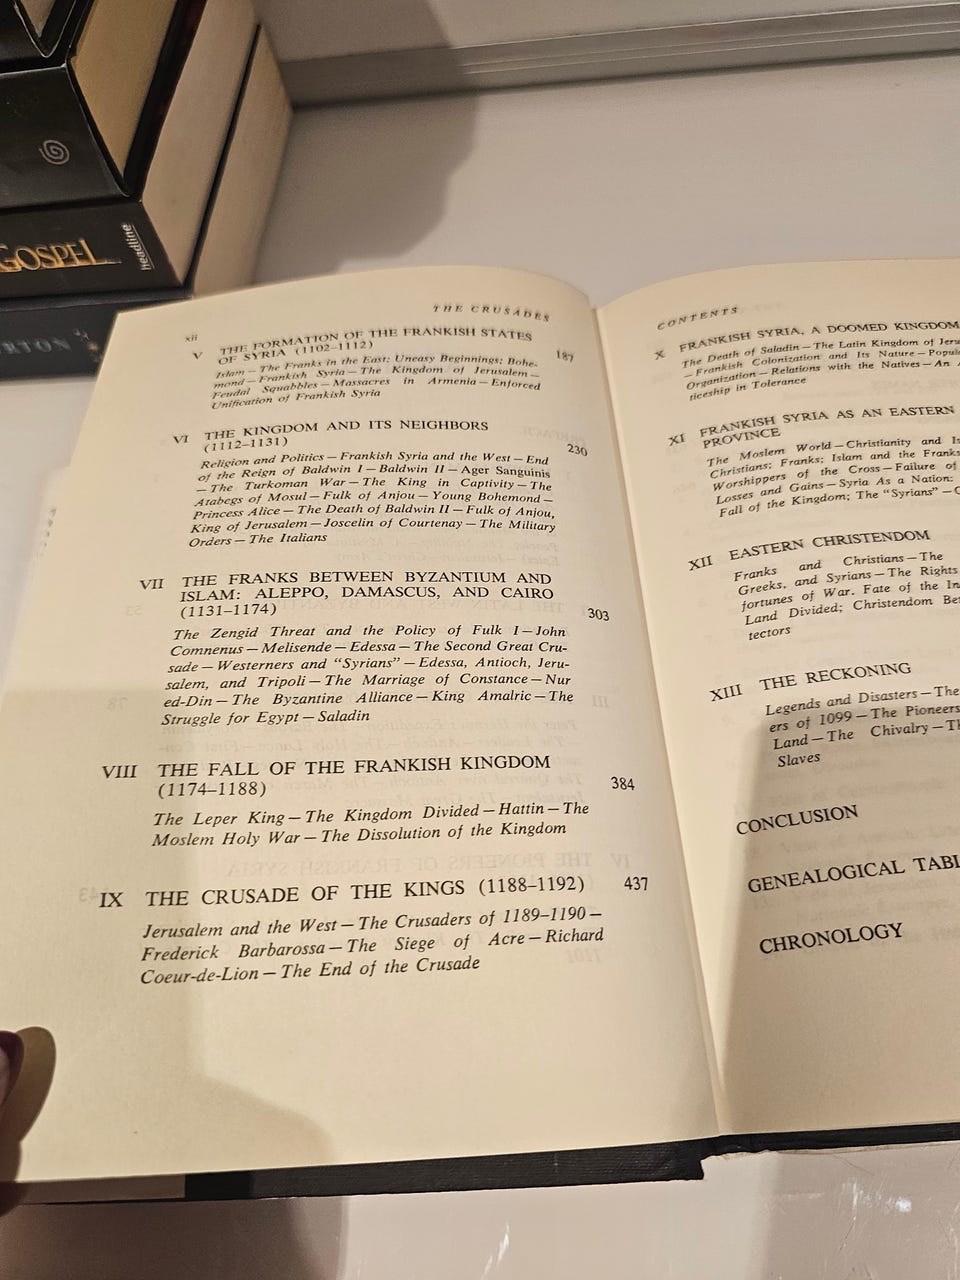 GOSPEL
headline
RTON
xii
THE CRUSADES
V THE FORMATION OF THE FRANKISH STATES
OF SYRIA (1102–1112) 187
Islam — The Franks in the East: Uneasy Beginnings: Bohe-
mond — Frankish Syria — The Kingdom of Jerusalem —
Feudal Squabbles — Massacres in Armenia — Enforced
Unification of Frankish Syria
VI THE KINGDOM AND ITS NEIGHBORS
(1112–1131) 230
Religion and Politics — Frankish Syria and the West — End
of the Reign of Baldwin I — Baldwin II — Ager Sanguinis
— The Turkoman War — The King in Captivity — The
Atabegs of Mosul — Fulk of Anjou — Young Bohemond —
Princess Alice — The Death of Baldwin II — Fulk of Anjou,
King of Jerusalem — Joscelin of Courtenay — The Military
Orders — The Italians
VII THE FRANKS BETWEEN BYZANTIUM AND
ISLAM: ALEPPO, DAMASCUS, AND CAIRO
(1131–1174) 303
The Zengid Threat and the Policy of Fulk I — John
Comnenus — Melisende — Edessa — The Second Great Cru-
sade — Westerners and "Syrians" — Edessa, Antioch, Jeru-
salem, and Tripoli — The Marriage of Constance — Nur
ed-Din — The Byzantine Alliance — King Amalric — The
Struggle for Egypt — Saladin
VIII THE FALL OF THE FRANKISH KINGDOM
(1174–1188) 384
The Leper King — The Kingdom Divided — Hattin — The
Moslem Holy War — The Dissolution of the Kingdom
IX THE CRUSADE OF THE KINGS (1188–1192) 437
Jerusalem and the West — The Crusaders of 1189–1190 —
Frederick Barbarossa — The Siege of Acre — Richard
Coeur-de-Lion — The End of the Crusade
CONTENTS
X FRANKISH SYRIA, A DOOMED KINGDOM
The Death of Saladin — The Latin Kingdom of Jeru
— Frankish Colonization and Its Nature — Popul
Organization — Relations with the Natives — An A
ticeship in Tolerance
XI FRANKISH SYRIA AS AN EASTERN
PROVINCE
The Moslem World — Christianity and Is
Christians; Franks; Islam and the Franks
Worshippers of the Cross — Failure of
Losses and Gains — Syria As a Nation:
Fall of the Kingdom; The "Syrians" — C
XII EASTERN CHRISTENDOM
Franks and Christians — The
Greeks, and Syrians — The Rights
fortunes of War. Fate of the In
Land Divided; Christendom Be
tectors
XIII THE RECKONING
Legends and Disasters — The
ers of 1099 — The Pioneers
Land — The Chivalry — Th
Slaves
CONCLUSION
GENEALOGICAL TABL
CHRONOLOGY